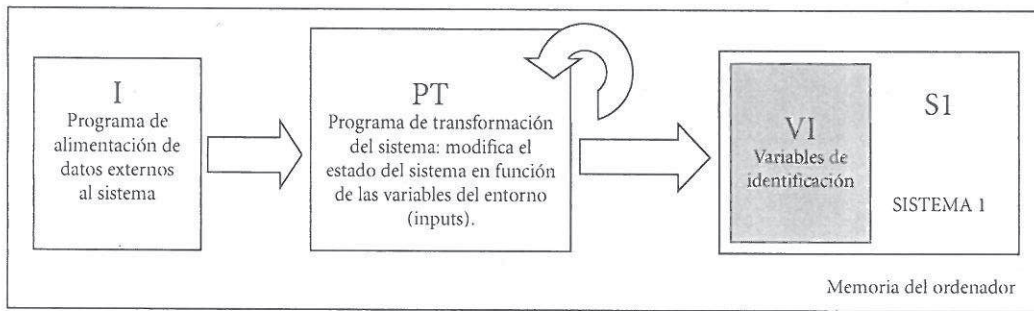 I
Programa de
alimentación de
datos externos
al sistema
PT
Programa de transformación
del sistema: modifica el
estado del sistema en función
de las variables del entorno
(inputs).
VI
Variables de
identificación
S1
SISTEMA 1
Memoria del ordenador